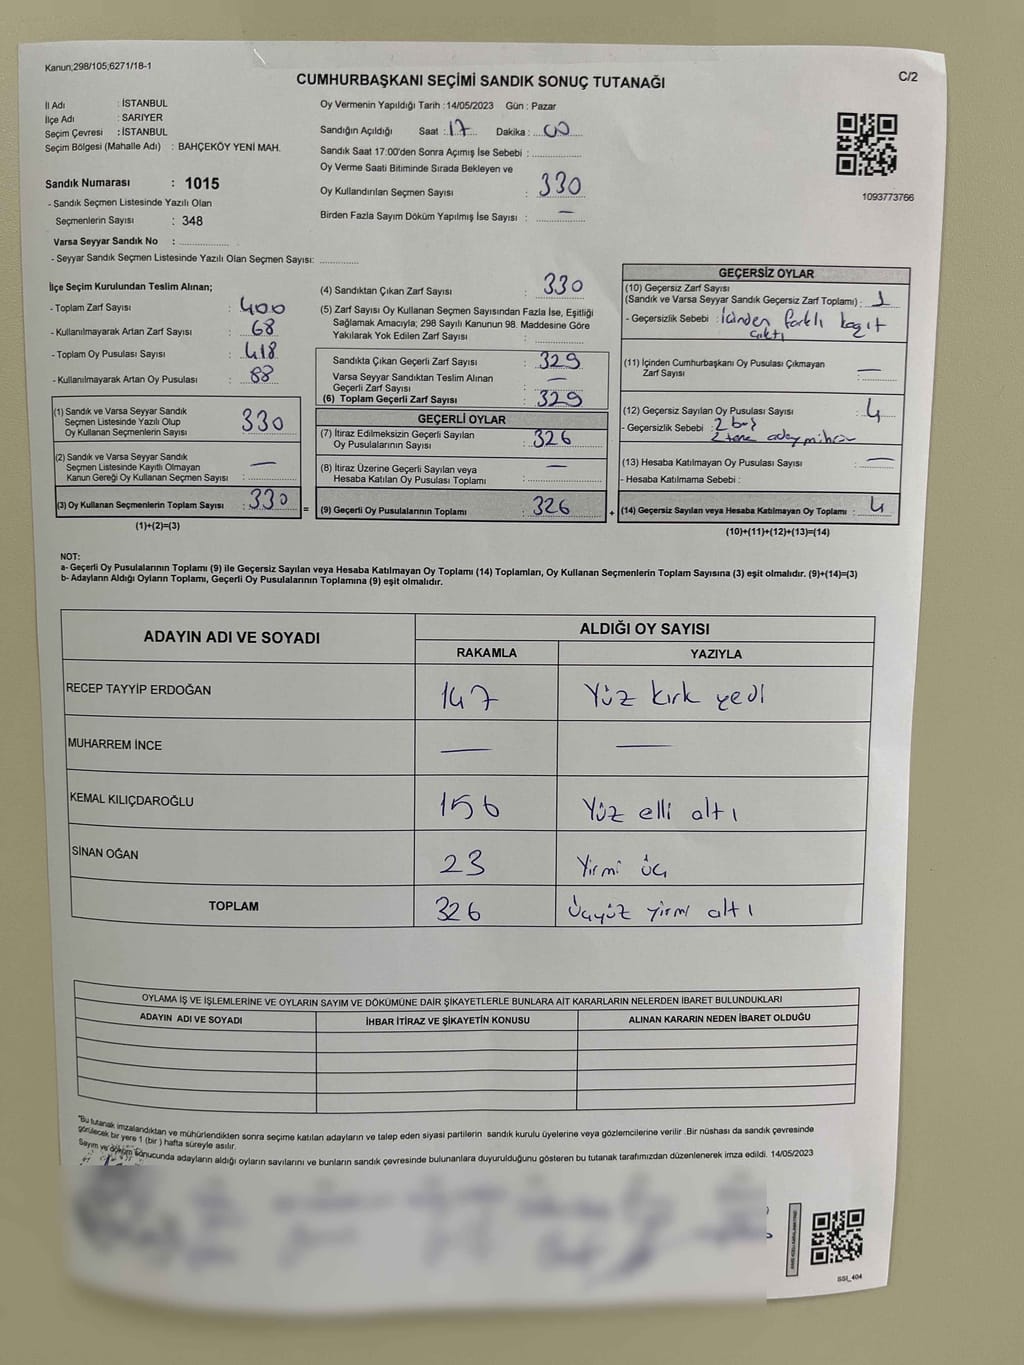 Kanun,298/105,6271/18-1
CUMHURBAŞKANI SEÇİMİ SANDIK SONUÇ TUTANAĞI
C/2
İl Adı : İSTANBUL
İlçe Adı : SARIYER
Seçim Çevresi : İSTANBUL
Seçim Bölgesi (Mahalle Adı) : BAHÇEKÖY YENİ MAH.
Sandık Numarası : 1015
- Sandık Seçmen Listesinde Yazılı Olan
Seçmenlerin Sayısı : 348
Varsa Seyyar Sandık No :
- Seyyar Sandık Seçmen Listesinde Yazılı Olan Seçmen Sayısı:
Oy Vermenin Yapıldığı Tarih :14/05/2023 Gün : Pazar
Sandığın Açıldığı Saat : 17 Dakika : 00
Sandık Saat 17:00'den Sonra Açımış İse Sebebi :
Oy Verme Saati Bitiminde Sırada Bekleyen ve
Oy Kullandırılan Seçmen Sayısı : 330
Birden Fazla Sayım Döküm Yapılmış İse Sayısı : —
1093773766
İlçe Seçim Kurulundan Teslim Alınan;
- Toplam Zarf Sayısı : 400
- Kullanılmayarak Artan Zarf Sayısı : 68
- Toplam Oy Pusulası Sayısı : 418
- Kullanılmayarak Artan Oy Pusulası : 88
(1) Sandık ve Varsa Seyyar Sandık
Seçmen Listesinde Yazılı Olup
Oy Kullanan Seçmenlerin Sayısı 330
(2) Sandık ve Varsa Seyyar Sandık
Seçmen Listesinde Kayıtlı Olmayan
Kanun Gereği Oy Kullanan Seçmen Sayısı : —
(3) Oy Kullanan Seçmenlerin Toplam Sayısı : 330 =
(1)+(2)=(3)
(4) Sandıktan Çıkan Zarf Sayısı : 330
(5) Zarf Sayısı Oy Kullanan Seçmen Sayısından Fazla İse, Eşitliği
Sağlamak Amacıyla; 298 Sayılı Kanunun 98. Maddesine Göre
Yakılarak Yok Edilen Zarf Sayısı :
Sandıkta Çıkan Geçerli Zarf Sayısı : 329
Varsa Seyyar Sandıktan Teslim Alınan
Geçerli Zarf Sayısı : —
(6) Toplam Geçerli Zarf Sayısı : 329
GEÇERLİ OYLAR
(7) İtiraz Edilmeksizin Geçerli Sayılan
Oy Pusulalarının Sayısı : 326
(8) İtiraz Üzerine Geçerli Sayılan veya
Hesaba Katılan Oy Pusulası Toplamı : —
(9) Geçerli Oy Pusulalarının Toplamı : 326 +
GEÇERSİZ OYLAR
(10) Geçersiz Zarf Sayısı
(Sandık ve Varsa Seyyar Sandık Geçersiz Zarf Toplamı) : 1
- Geçersizlik Sebebi : İçinden farklı kağıt
çıktı
(11) İçinden Cumhurbaşkanı Oy Pusulası Çıkmayan
Zarf Sayısı : —
(12) Geçersiz Sayılan Oy Pusulası Sayısı : 4
- Geçersizlik Sebebi : 2 boş
2 tane aday mühür
(13) Hesaba Katılmayan Oy Pusulası Sayısı : —
- Hesaba Katılmama Sebebi :
(14) Geçersiz Sayılan veya Hesaba Katılmayan Oy Toplamı : 4
(10)+(11)+(12)+(13)=(14)
NOT:
a- Geçerli Oy Pusulalarının Toplamı (9) ile Geçersiz Sayılan veya Hesaba Katılmayan Oy Toplamı (14) Toplamları, Oy Kullanan Seçmenlerin Toplam Sayısına (3) eşit olmalıdır. (9)+(14)=(3)
b- Adayların Aldığı Oyların Toplamı, Geçerli Oy Pusulalarının Toplamına (9) eşit olmalıdır.
ADAYIN ADI VE SOYADI
ALDIĞI OY SAYISI
RAKAMLA YAZIYLA
RECEP TAYYİP ERDOĞAN 147 Yüz kırk yedi
MUHARREM İNCE — —
KEMAL KILIÇDAROĞLU 156 Yüz elli altı
SİNAN OĞAN 23 Yirmi üç
TOPLAM 326 Üçyüz yirmi altı
OYLAMA İŞ VE İŞLEMLERİNE VE OYLARIN SAYIM VE DÖKÜMÜNE DAİR ŞİKAYETLERLE BUNLARA AİT KARARLARIN NELERDEN İBARET BULUNDUKLARI
ADAYIN ADI VE SOYADI İHBAR İTİRAZ VE ŞİKAYETİN KONUSU ALINAN KARARIN NEDEN İBARET OLDUĞU
"Bu tutanak imzalandıktan ve mühürlendikten sonra seçime katılan adayların ve talep eden siyasi partilerin sandık kurulu üyelerine veya gözlemcilerine verilir .Bir nüshası da sandık çevresinde
görülecek bir yere 1 (bir ) hafta süreyle asılır.
Sayım ve döküm sonucunda adayların aldığı oyların sayılarını ve bunların sandık çevresinde bulunanlara duyurulduğunu gösteren bu tutanak tarafımızdan düzenlenerek imza edildi. 14/05/2023
SSI_404